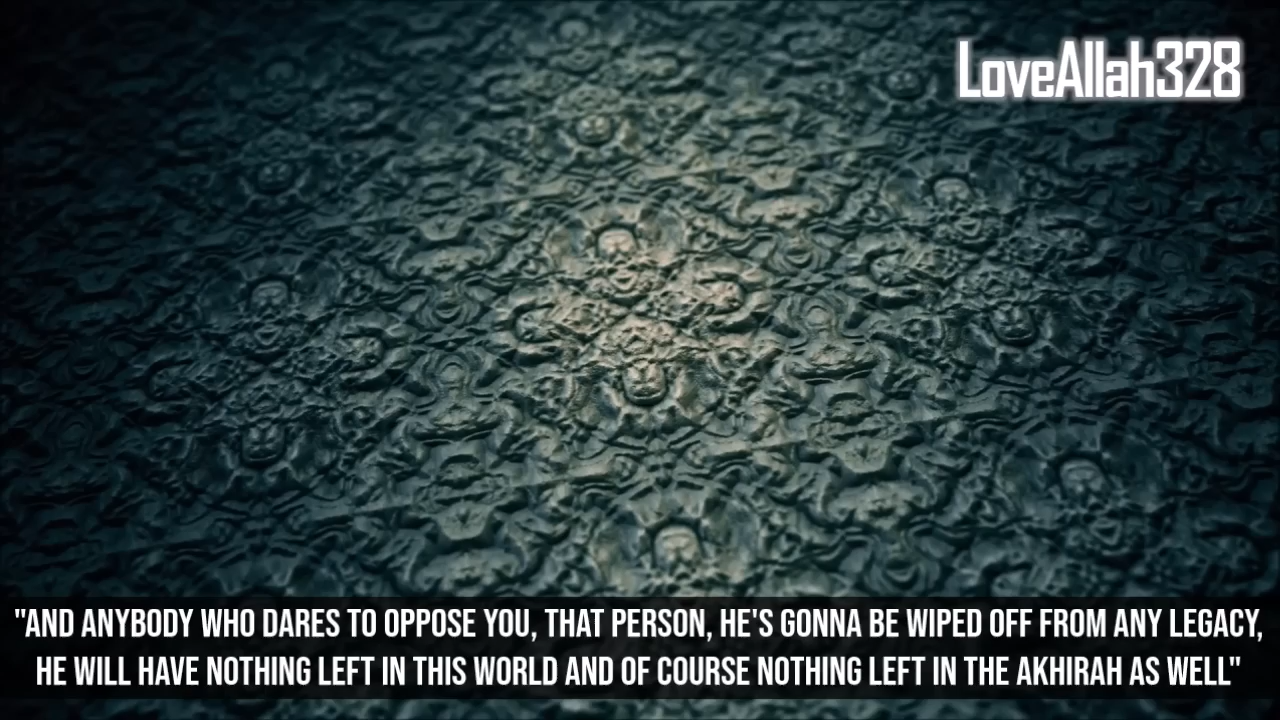 LoveAllah328
"AND ANYBODY WHO DARES TO OPPOSE YOU, THAT PERSON, HE'S GONNA BE WIPED OFF FROM ANY LEGACY,
HE WILL HAVE NOTHING LEFT IN THIS WORLD AND OF COURSE NOTHING LEFT IN THE AKHIRAH AS WELL"